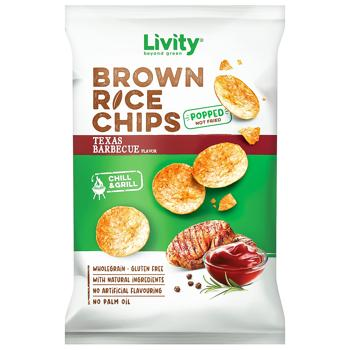 Livity®
beyond green
BROWN
RICE
CHIPS
POPPED
NOT FRIED
TEXAS
BARBECUE FLAVOR
CHILL
& GRILL
WHOLEGRAIN - GLUTEN FREE
WITH NATURAL INGREDIENTS
NO ARTIFICIAL FLAVOURING
NO PALM OIL